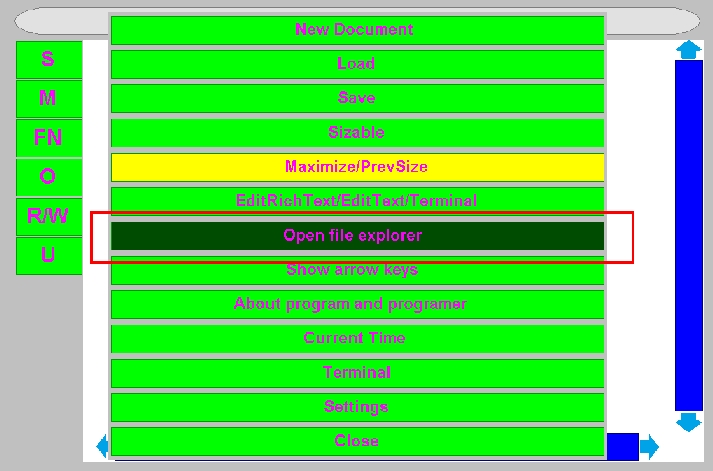 New Document
Load
Save
Sizable
Maximize/PrevSize
EditRichText/EditText/Terminal
Open file explorer
Show arrow keys
About program and programer
Current Time
Terminal
Settings
Close
S
M
FN
O
R/W
U